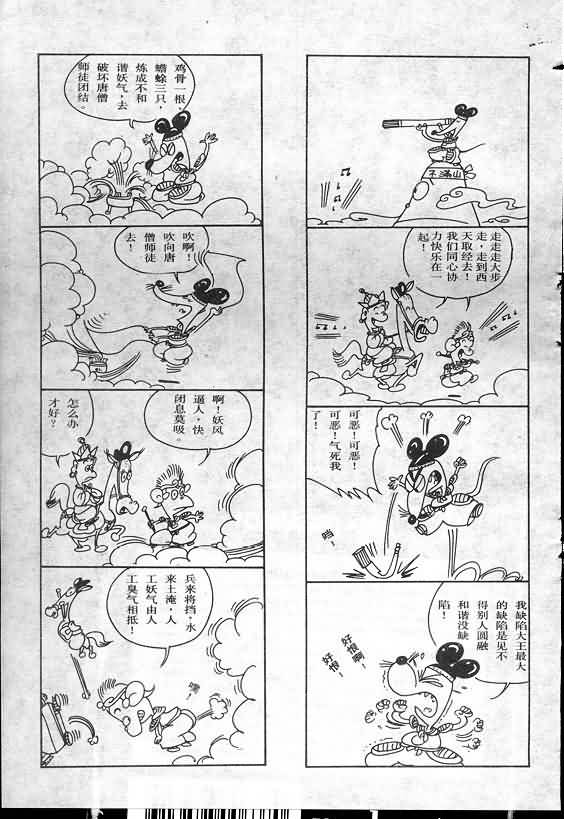 不满山
走走走大步
走，走到西
天取经去！
我们同心协
力快乐在一
起！
可恶！可恶！可
可恶！气死我
了！
我缺陷大王最大
的缺陷是见不
得别人圆融
和谐没缺
陷！
好恨啊！
好恨！
鸡骨一根，
蟾蜍三只，
炼成不和
谐妖气，去
破坏唐僧
师徒团结。
吹啊！
吹向唐
僧师徒
去！
啊！妖风
逼人，快
闭息莫吸。
怎么办
才好？
兵来将挡，水
来土淹，人
工妖气由人
工臭气相抵！
嘿